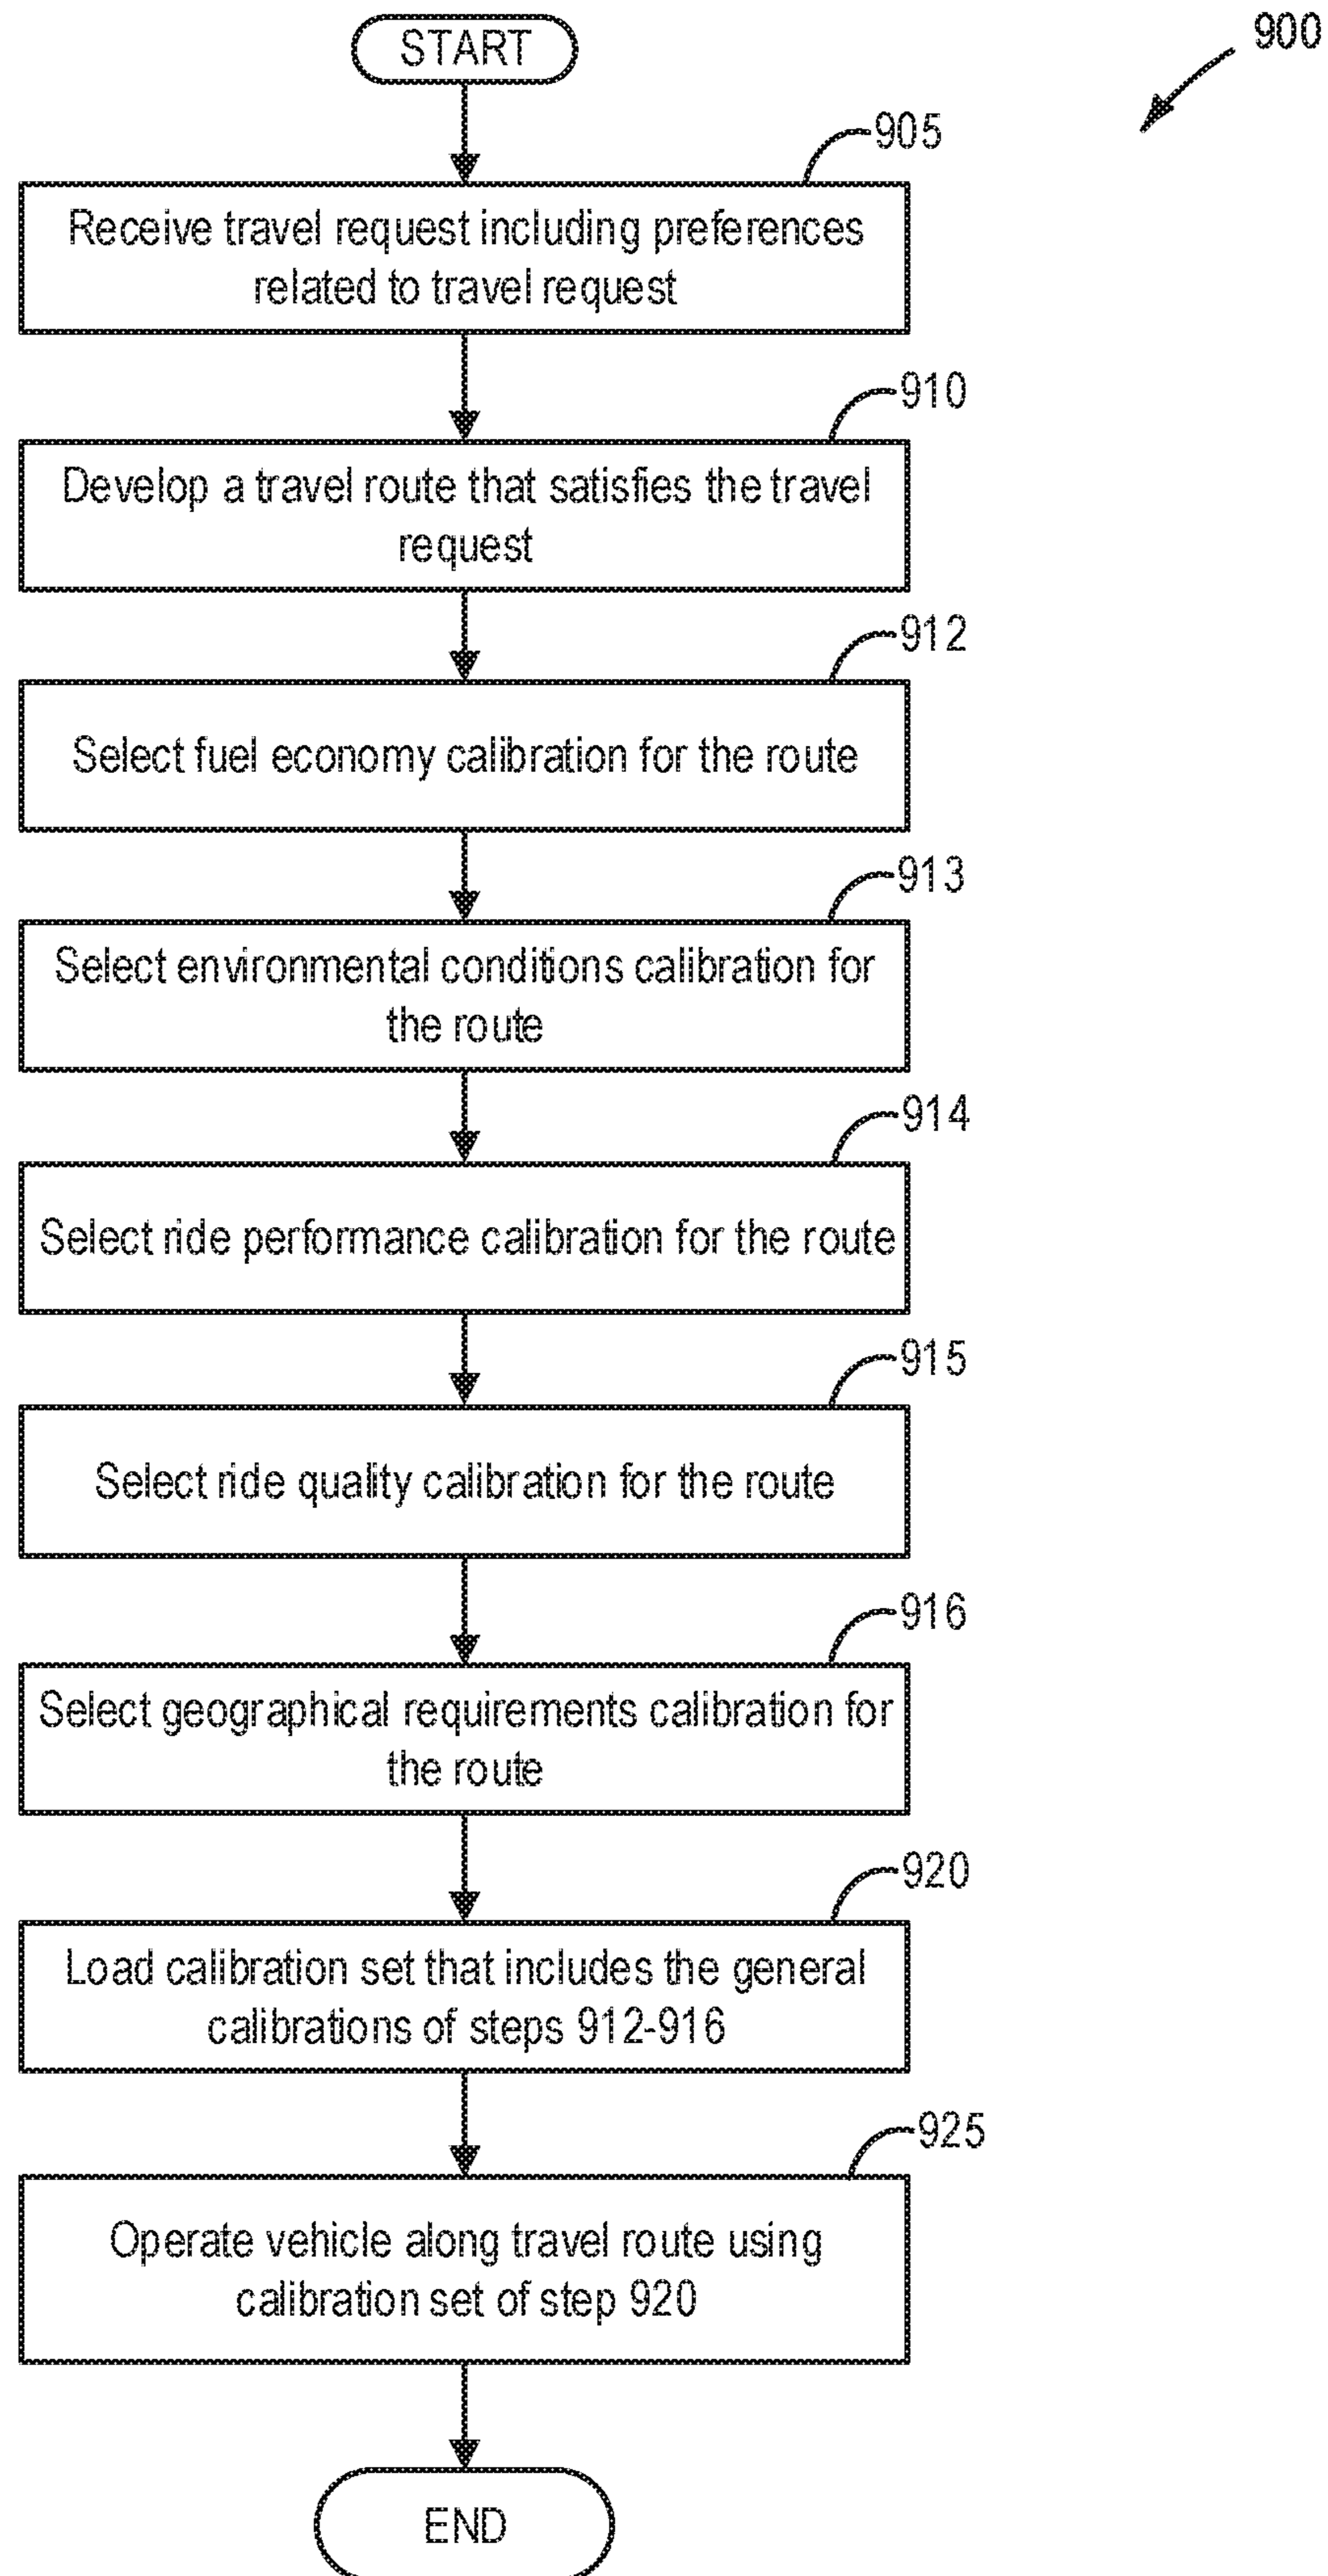 START
900
905
Receive travel request including preferences
related to travel request
910
Develop a travel route that satisfies the travel
request
912
Select fuel economy calibration for the route
913
Select environmental conditions calibration for
the route
914
Select ride performance calibration for the route
915
Select ride quality calibration for the route
916
Select geographical requirements calibration for
the route
920
Load calibration set that includes the general
calibrations of steps 912-916
925
Operate vehicle along travel route using
calibration set of step 920
END